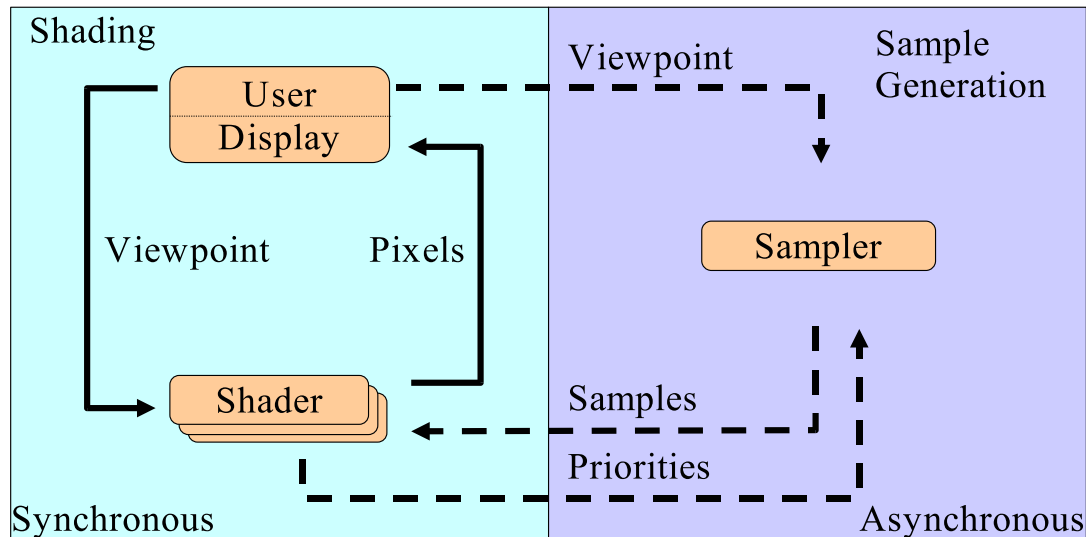 Shading
User
Display
Viewpoint
Pixels
Shader
Synchronous
Viewpoint
Sample
Generation
Sampler
Samples
Priorities
Asynchronous